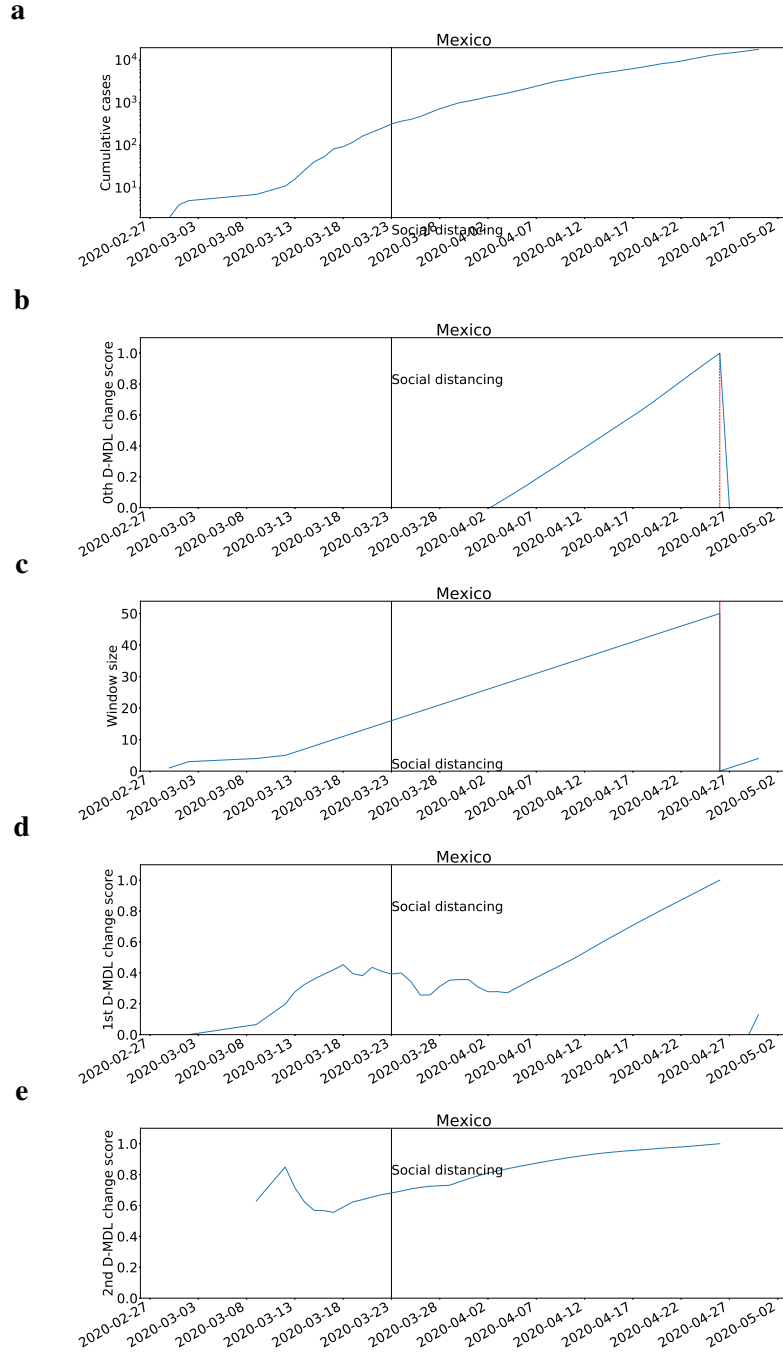 a
Mexico
Cumulative cases
10⁴
10³
10²
10¹
Social distancing
2020-02-27 2020-03-03 2020-03-08 2020-03-13 2020-03-18 2020-03-23 2020-03-28 2020-04-02 2020-04-07 2020-04-12 2020-04-17 2020-04-22 2020-04-27 2020-05-02
b
Mexico
0th D-MDL change score
1.0
0.8
0.6
0.4
0.2
0.0
Social distancing
2020-02-27 2020-03-03 2020-03-08 2020-03-13 2020-03-18 2020-03-23 2020-03-28 2020-04-02 2020-04-07 2020-04-12 2020-04-17 2020-04-22 2020-04-27 2020-05-02
c
Mexico
Window size
50
40
30
20
10
0
Social distancing
2020-02-27 2020-03-03 2020-03-08 2020-03-13 2020-03-18 2020-03-23 2020-03-28 2020-04-02 2020-04-07 2020-04-12 2020-04-17 2020-04-22 2020-04-27 2020-05-02
d
Mexico
1st D-MDL change score
1.0
0.8
0.6
0.4
0.2
0.0
Social distancing
2020-02-27 2020-03-03 2020-03-08 2020-03-13 2020-03-18 2020-03-23 2020-03-28 2020-04-02 2020-04-07 2020-04-12 2020-04-17 2020-04-22 2020-04-27 2020-05-02
e
Mexico
2nd D-MDL change score
1.0
0.8
0.6
0.4
0.2
0.0
Social distancing
2020-02-27 2020-03-03 2020-03-08 2020-03-13 2020-03-18 2020-03-23 2020-03-28 2020-04-02 2020-04-07 2020-04-12 2020-04-17 2020-04-22 2020-04-27 2020-05-02